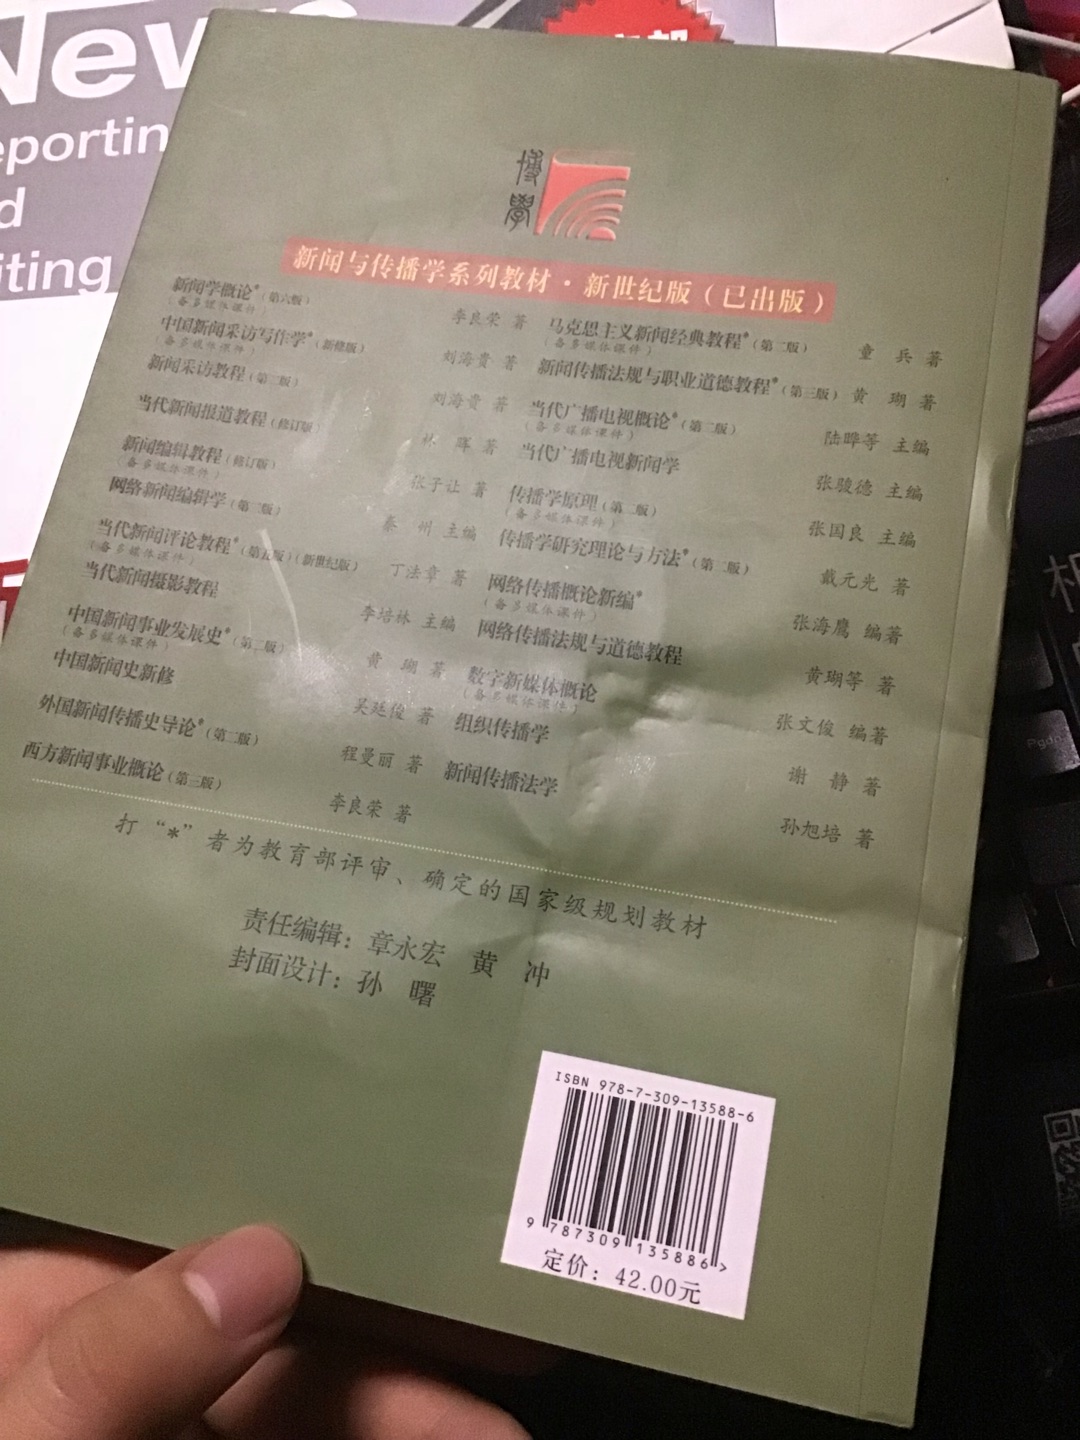 News
eporting
d
iting
博學
新闻与传播学系列教材·新世纪版（已出版）
新闻学概论*（第六版） 李良荣 著
（备多媒体课件）
中国新闻采访写作学*（新修版） 刘海贵 著
（备多媒体课件）
新闻采访教程（第二版） 刘海贵 著
当代新闻报道教程（修订版） 林 晖 著
新闻编辑教程（修订版） 张子让 著
（备多媒体课件）
网络新闻编辑学（第二版） 秦 州 主编
当代新闻评论教程*（第五版）（新世纪版） 丁法章 著
（备多媒体课件）
当代新闻摄影教程 李培林 主编
中国新闻事业发展史*（第二版） 黄 瑚 著
（备多媒体课件）
中国新闻史新修 吴廷俊 著
外国新闻传播史导论*（第二版） 程曼丽 著
西方新闻事业概论（第三版） 李良荣 著
马克思主义新闻经典教程*（第二版） 童 兵 著
（备多媒体课件）
新闻传播法规与职业道德教程*（第三版） 黄 瑚 著
当代广播电视概论*（第二版） 陆晔等 主编
（备多媒体课件）
当代广播电视新闻学 张骏德 主编
传播学原理（第二版） 张国良 主编
（备多媒体课件）
传播学研究理论与方法*（第二版） 戴元光 著
网络传播概论新编* 张海鹰 编著
（备多媒体课件）
网络传播法规与道德教程 黄瑚等 著
数字新媒体概论 张文俊 编著
（备多媒体课件）
组织传播学 谢 静 著
新闻传播法学 孙旭培 著
打“*”者为教育部评审、确定的国家级规划教材
责任编辑：章永宏 黄 冲
封面设计：孙 曙
ISBN 978-7-309-13588-6
9 787309 135886 >
定价：42.00元